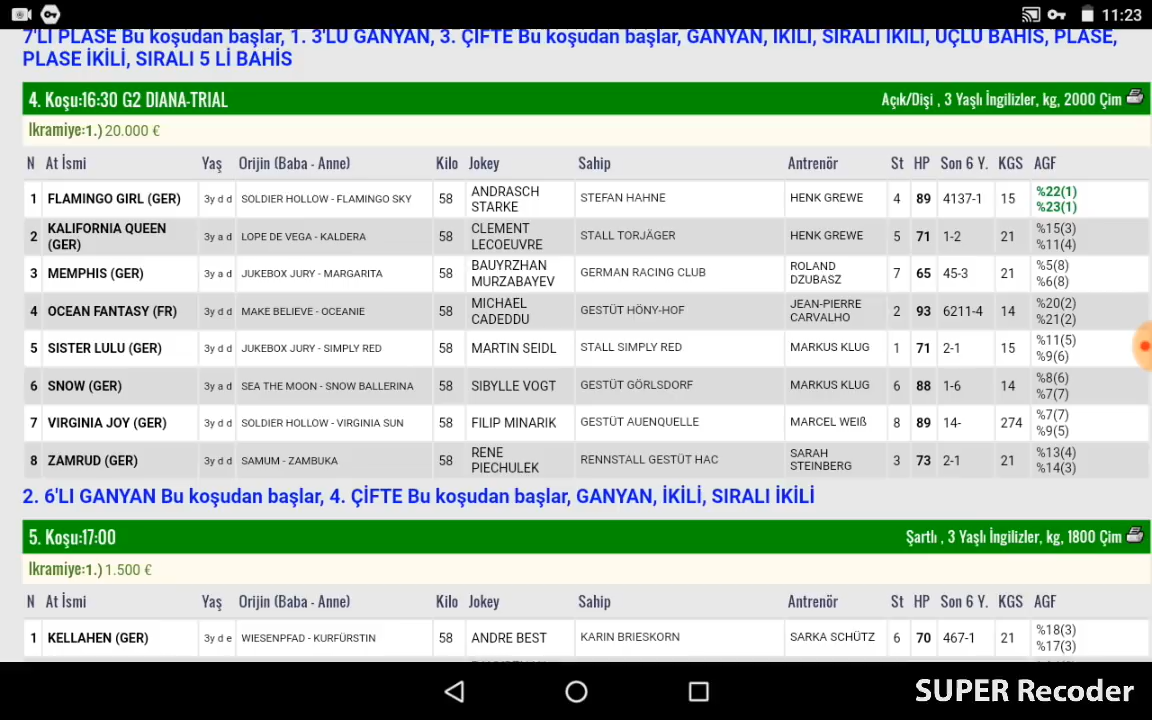 11:23
7'Lİ PLASE Bu koşudan başlar, 1. 3'LÜ GANYAN, 3. ÇİFTE Bu koşudan başlar, GANYAN, İKİLİ, SIRALI İKİLİ, ÜÇLÜ BAHİS, PLASE,
PLASE İKİLİ, SIRALI 5 Lİ BAHİS
4. Koşu:16:30 G2 DIANA-TRIAL Açık/Dişi , 3 Yaşlı İngilizler, kg, 2000 Çim
Ikramiye:1.) 20.000 €
N At İsmi Yaş Orijin (Baba - Anne) Kilo Jokey Sahip Antrenör St HP Son 6 Y. KGS AGF
1 FLAMINGO GIRL (GER) 3y d d SOLDIER HOLLOW - FLAMINGO SKY 58 ANDRASCH STARKE STEFAN HAHNE HENK GREWE 4 89 4137-1 15 %22(1) %23(1)
2 KALIFORNIA QUEEN (GER) 3y a d LOPE DE VEGA - KALDERA 58 CLEMENT LECOEUVRE STALL TORJÄGER HENK GREWE 5 71 1-2 21 %15(3) %11(4)
3 MEMPHIS (GER) 3y a d JUKEBOX JURY - MARGARITA 58 BAUYRZHAN MURZABAYEV GERMAN RACING CLUB ROLAND DZUBASZ 7 65 45-3 21 %5(8) %6(8)
4 OCEAN FANTASY (FR) 3y d d MAKE BELIEVE - OCEANIE 58 MICHAEL CADEDDU GESTÜT HÖNY-HOF JEAN-PIERRE CARVALHO 2 93 6211-4 14 %20(2) %21(2)
5 SISTER LULU (GER) 3y d d JUKEBOX JURY - SIMPLY RED 58 MARTIN SEIDL STALL SIMPLY RED MARKUS KLUG 1 71 2-1 15 %11(5) %9(6)
6 SNOW (GER) 3y a d SEA THE MOON - SNOW BALLERINA 58 SIBYLLE VOGT GESTÜT GÖRLSDORF MARKUS KLUG 6 88 1-6 14 %8(6) %7(7)
7 VIRGINIA JOY (GER) 3y d d SOLDIER HOLLOW - VIRGINIA SUN 58 FILIP MINARIK GESTÜT AUENQUELLE MARCEL WEIß 8 89 14- 274 %7(7) %9(5)
8 ZAMRUD (GER) 3y d d SAMUM - ZAMBUKA 58 RENE PIECHULEK RENNSTALL GESTÜT HAC SARAH STEINBERG 3 73 2-1 21 %13(4) %14(3)
2. 6'LI GANYAN Bu koşudan başlar, 4. ÇİFTE Bu koşudan başlar, GANYAN, İKİLİ, SIRALI İKİLİ
5. Koşu:17:00 Şartlı , 3 Yaşlı İngilizler, kg, 1800 Çim
Ikramiye:1.) 1.500 €
N At İsmi Yaş Orijin (Baba - Anne) Kilo Jokey Sahip Antrenör St HP Son 6 Y. KGS AGF
1 KELLAHEN (GER) 3y d e WIESENPFAD - KURFÜRSTIN 58 ANDRE BEST KARIN BRIESKORN SARKA SCHÜTZ 6 70 467-1 21 %18(3) %17(3)
SUPER Recoder